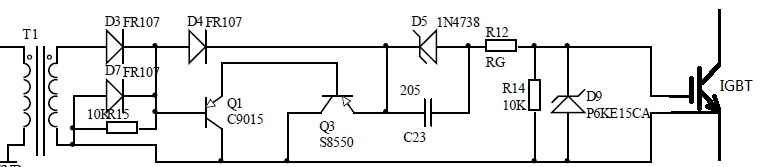 D3 FR107
D4 FR107
D5 1N4738
R12
T1
RG
D7 FR107
IGBT
205
R14
10K
D9
P6KE15CA
10K R15
Q1
C9015
C23
Q3
S8550